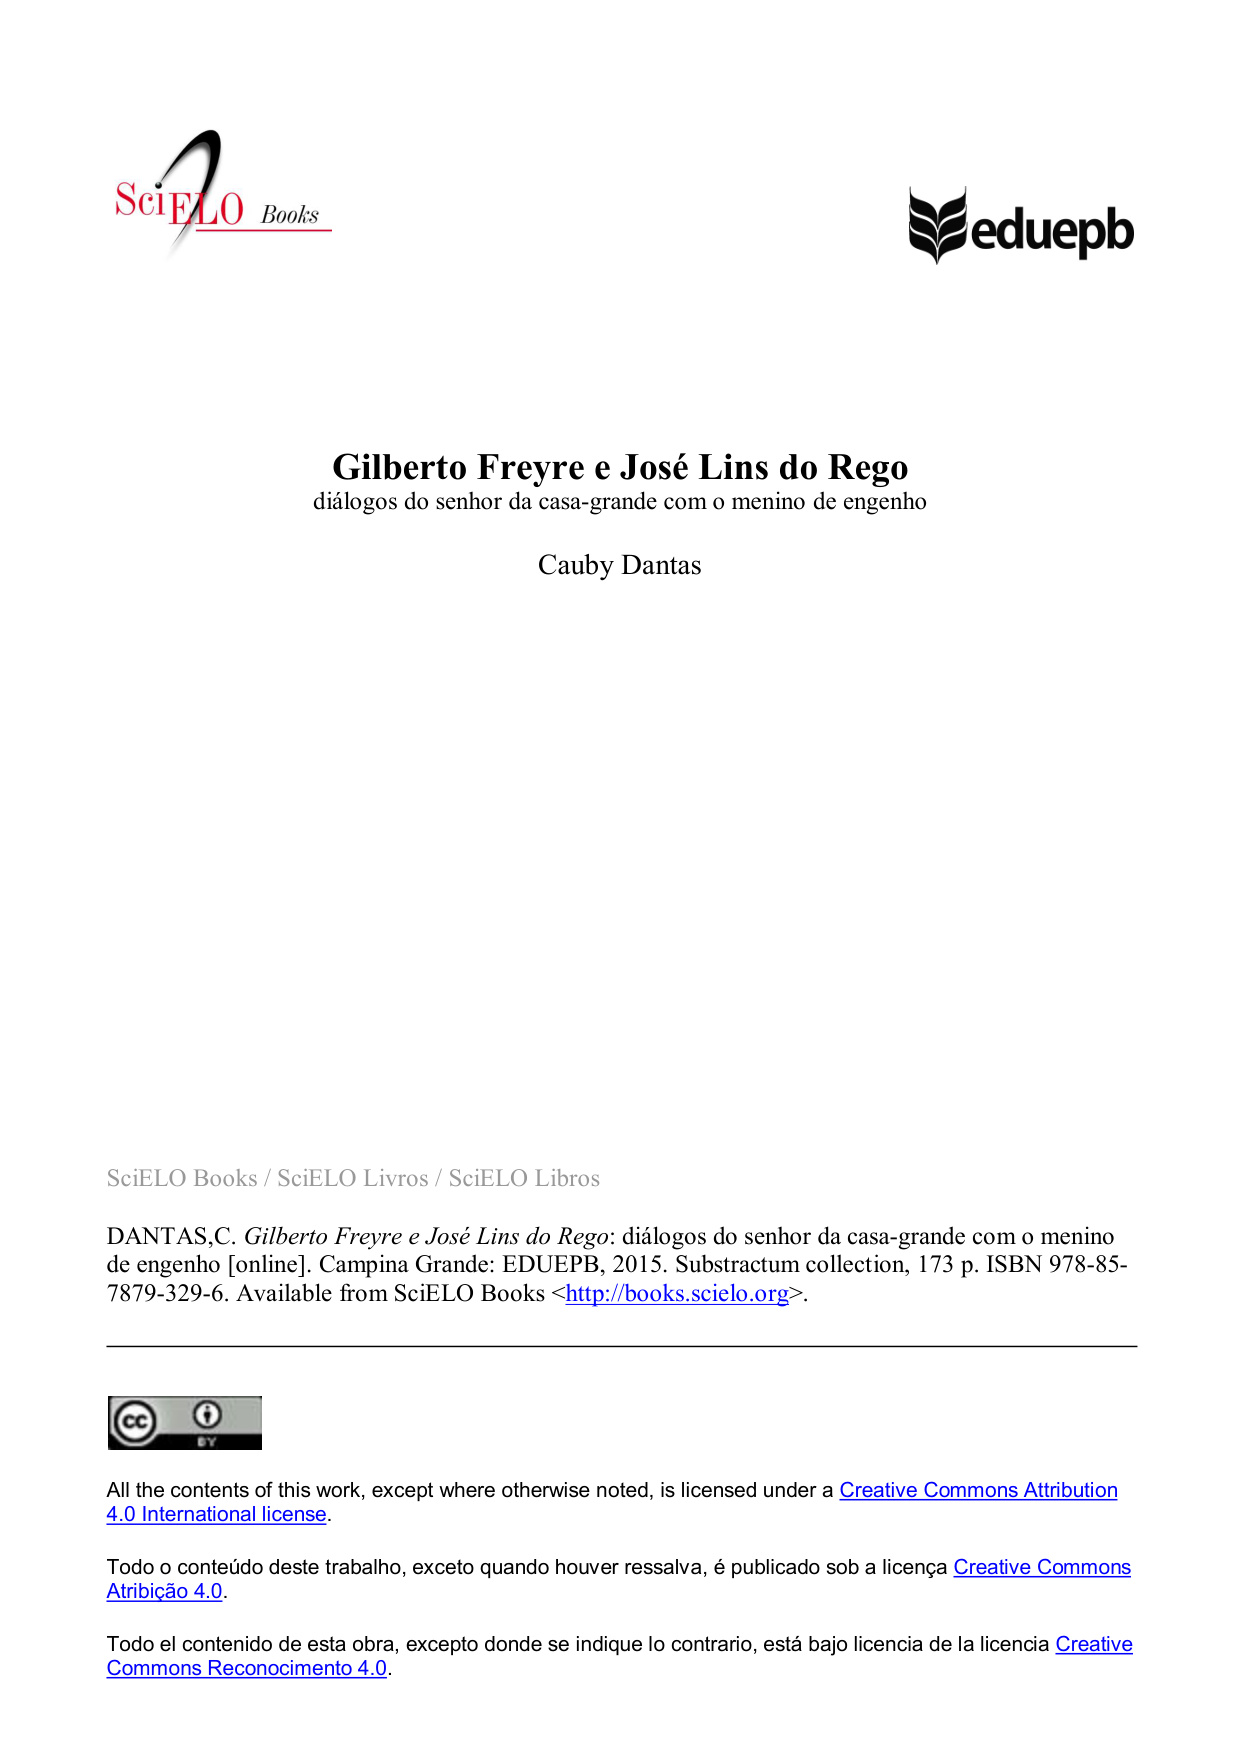 SciELO Books
eduepb
Gilberto Freyre e José Lins do Rego
diálogos do senhor da casa-grande com o menino de engenho
Cauby Dantas
SciELO Books / SciELO Livros / SciELO Libros
DANTAS,C. Gilberto Freyre e José Lins do Rego: diálogos do senhor da casa-grande com o menino
de engenho [online]. Campina Grande: EDUEPB, 2015. Substractum collection, 173 p. ISBN 978-85-
7879-329-6. Available from SciELO Books <http://books.scielo.org>.
cc
BY
All the contents of this work, except where otherwise noted, is licensed under a Creative Commons Attribution
4.0 International license.
Todo o conteúdo deste trabalho, exceto quando houver ressalva, é publicado sob a licença Creative Commons
Atribição 4.0.
Todo el contenido de esta obra, excepto donde se indique lo contrario, está bajo licencia de la licencia Creative
Commons Reconocimento 4.0.